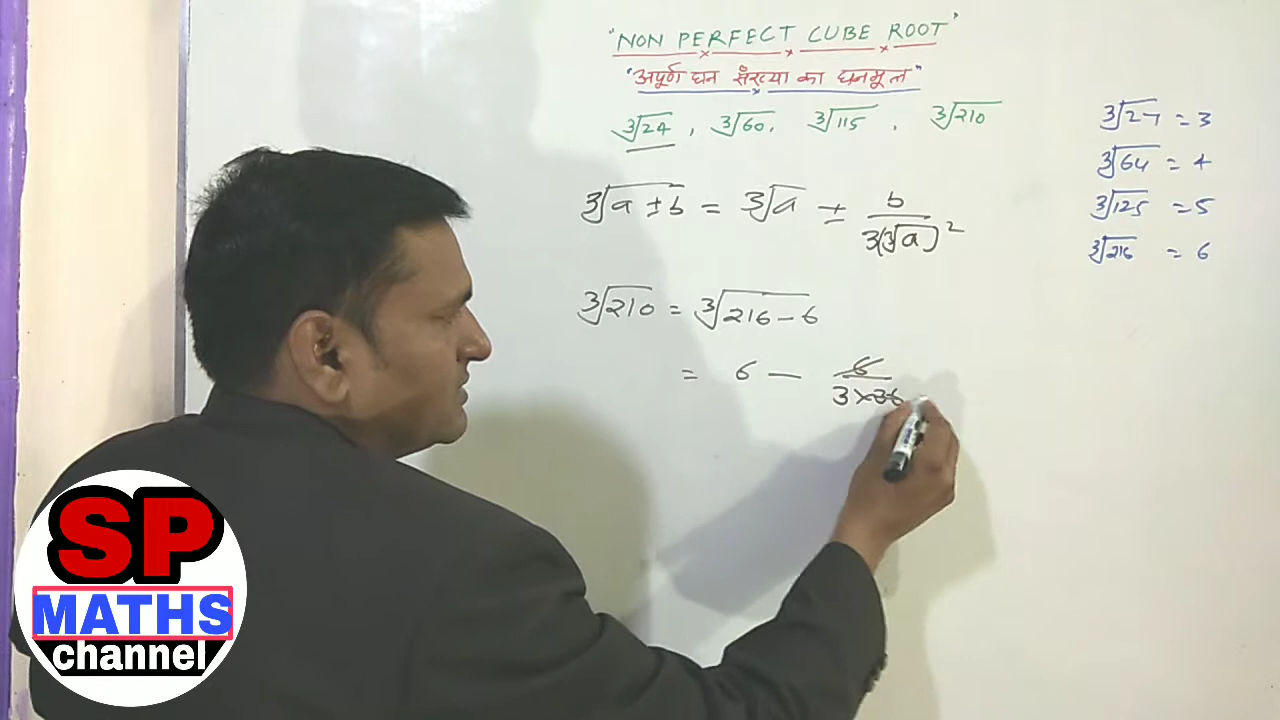 "NON PERFECT CUBE ROOT"
"अपूर्ण घन सँख्या का घनमूल"
∛24 , ∛60, ∛115 , ∛210
∛27 = 3
∛64 = 4
∛125 = 5
∛216 = 6
∛(a ± b) = ∛a ± b / 3(∛a)²
∛210 = ∛(216 - 6)
= 6 - 6 / 3×36
SP
MATHS
channel